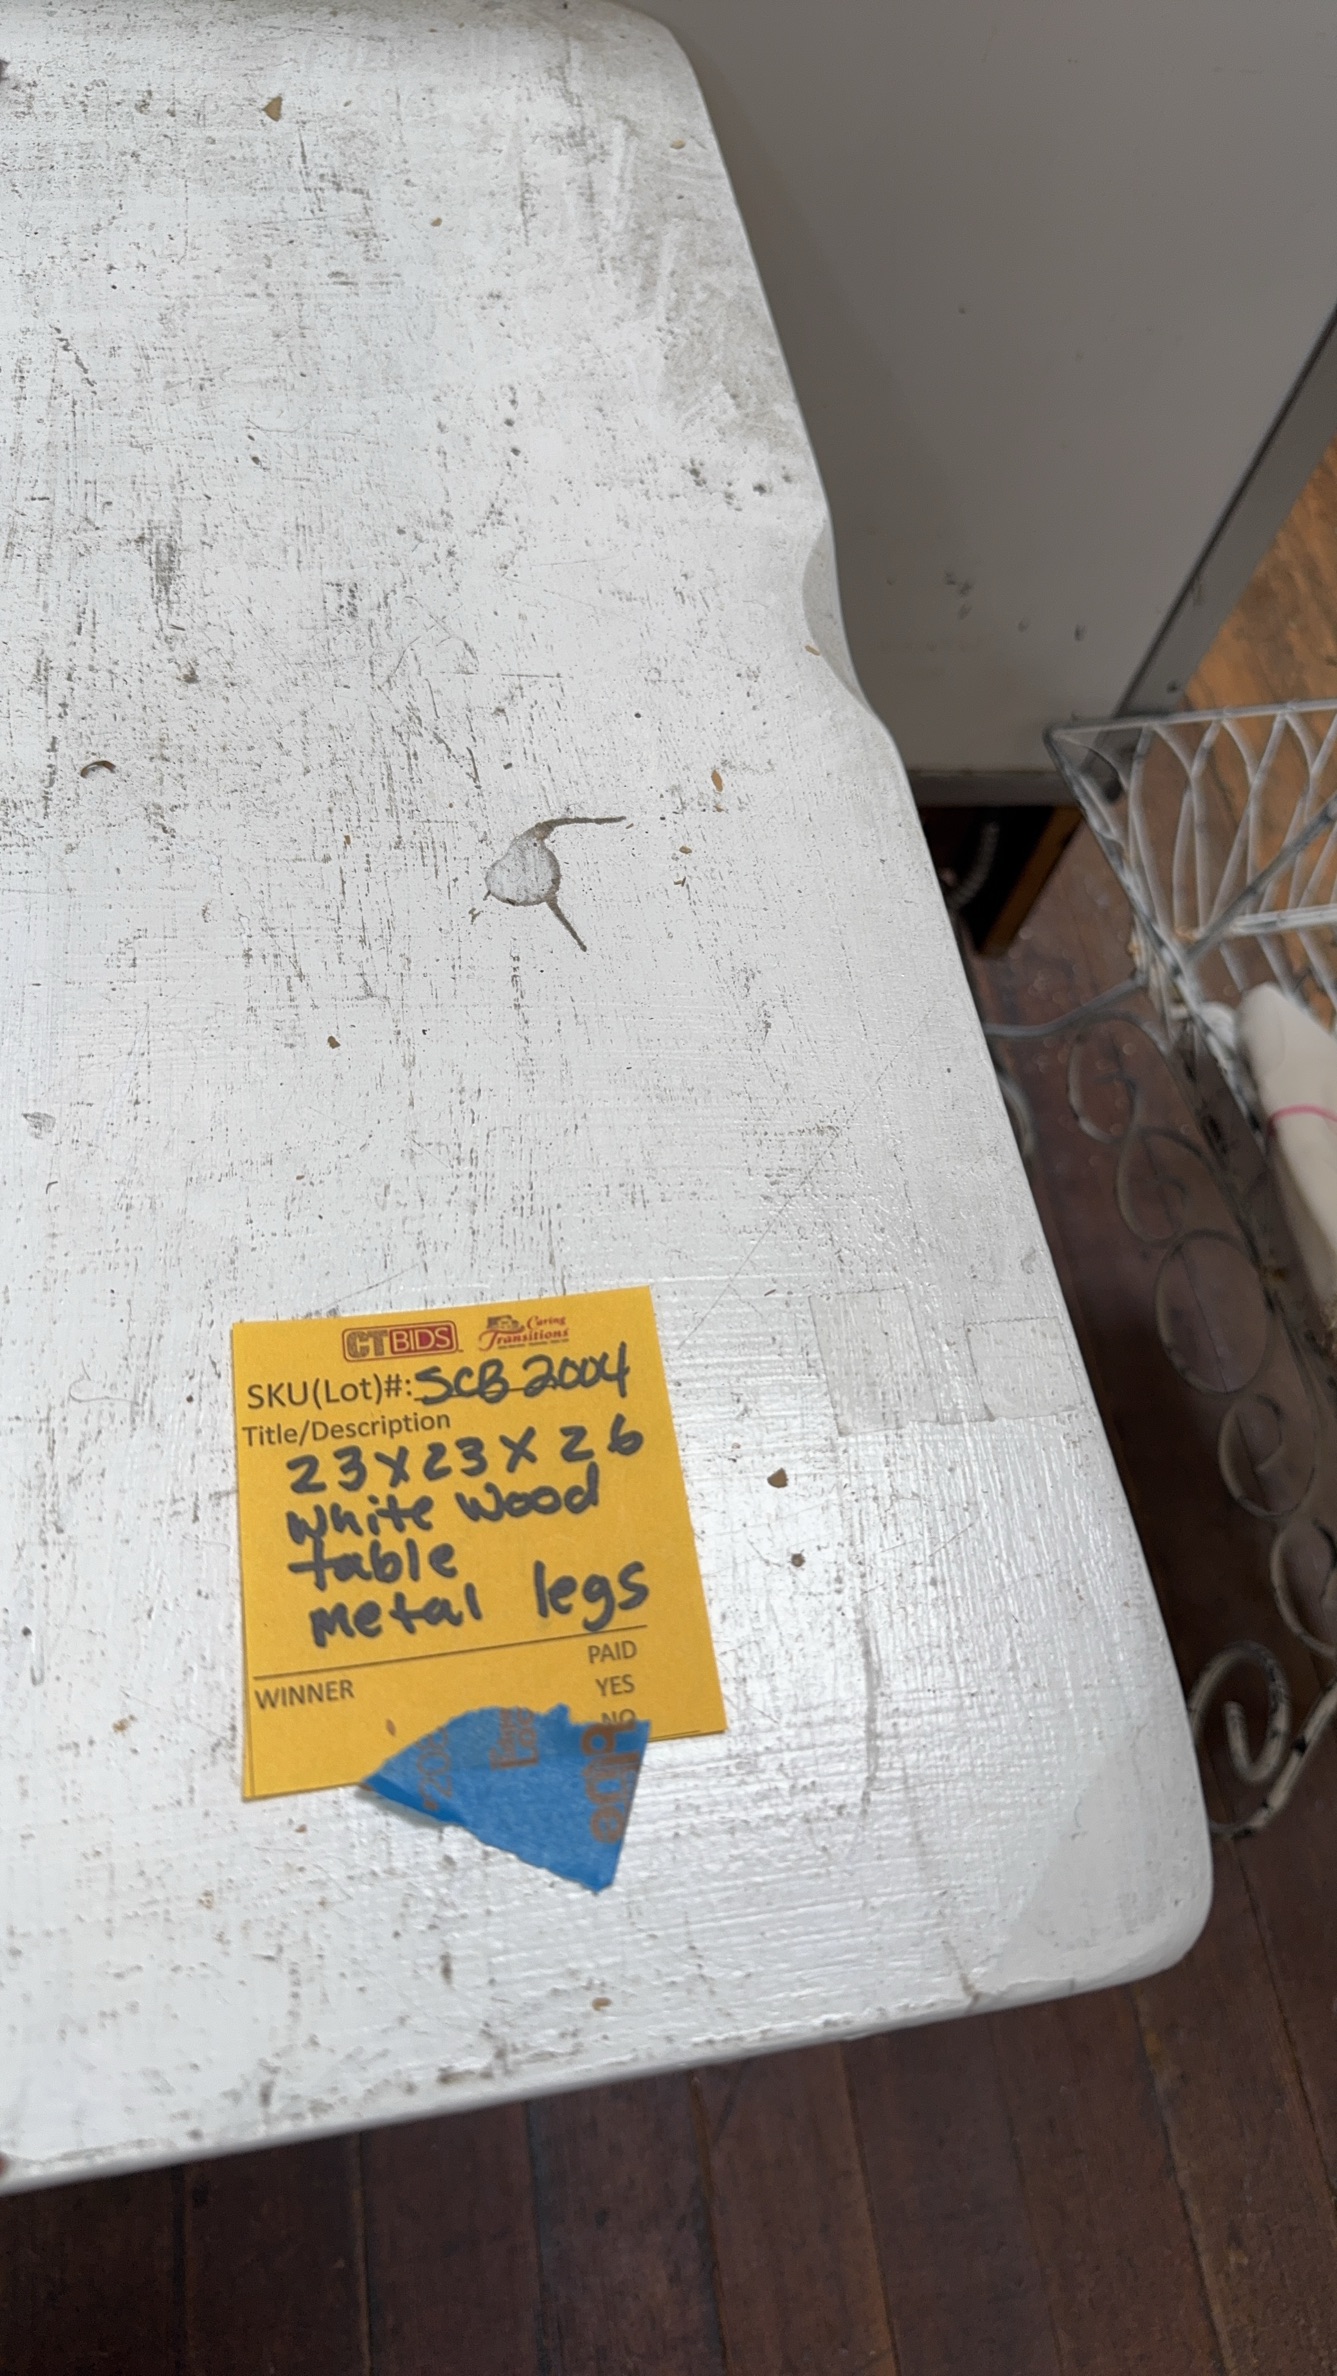 CTBIDS Caring Transitions
SKU(Lot)#: SCB 2004
Title/Description
23x23x26
white wood
table
metal legs
PAID
WINNER YES
NO